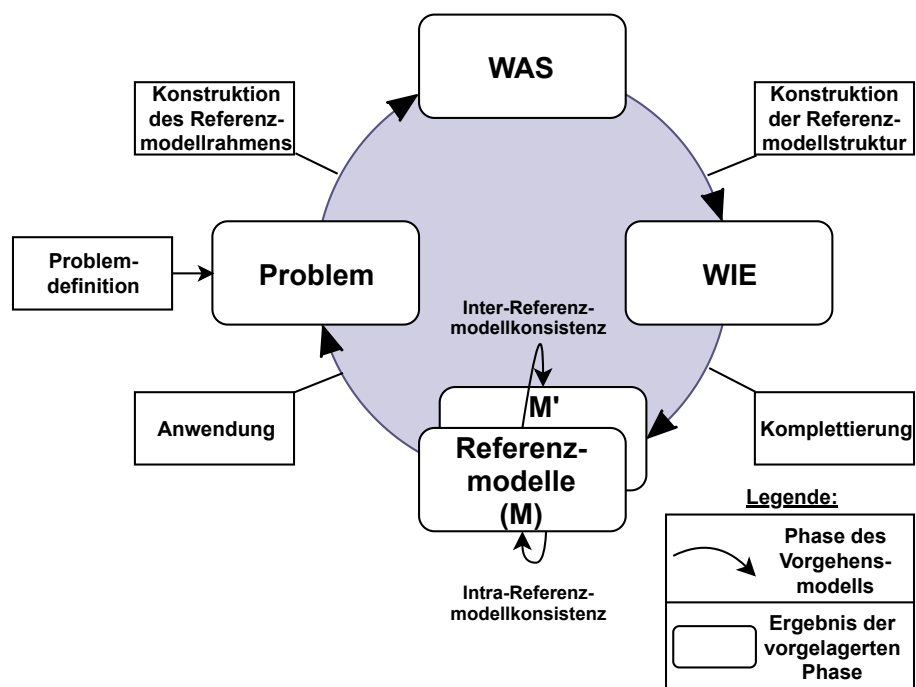 WAS
Konstruktion
des Referenz-
modellrahmens
Konstruktion
der Referenz-
modellstruktur
Problem-
definition
Problem
WIE
Inter-Referenz-
modellkonsistenz
Anwendung
M'
Referenz-
modelle
(M)
Komplettierung
Intra-Referenz-
modellkonsistenz
Legende:
Phase des
Vorgehens-
modells
Ergebnis der
vorgelagerten
Phase